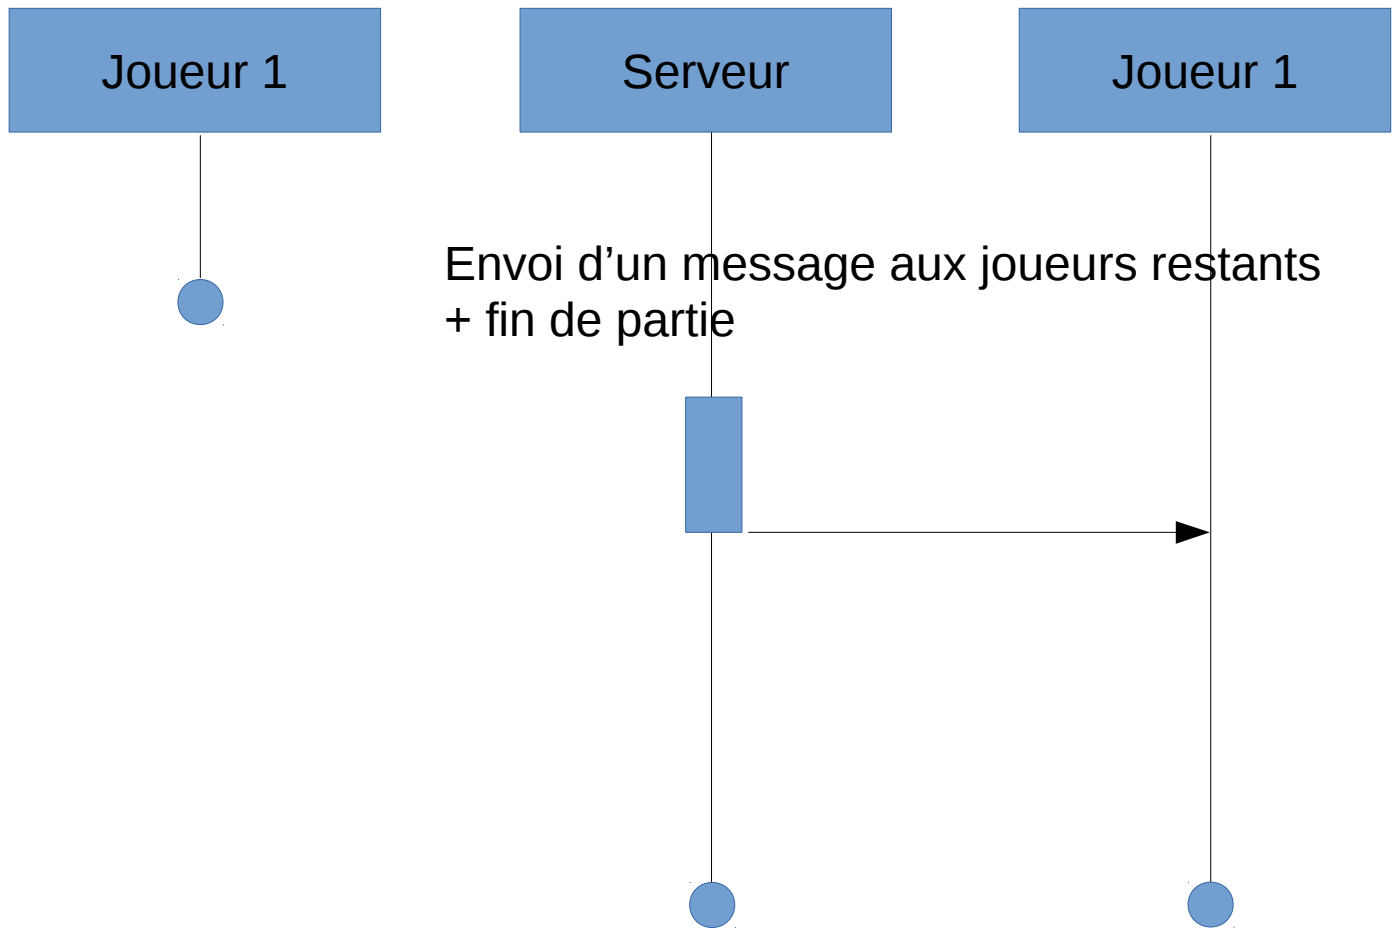 Joueur 1
Serveur
Joueur 1
Envoi d’un message aux joueurs restants
+ fin de partie